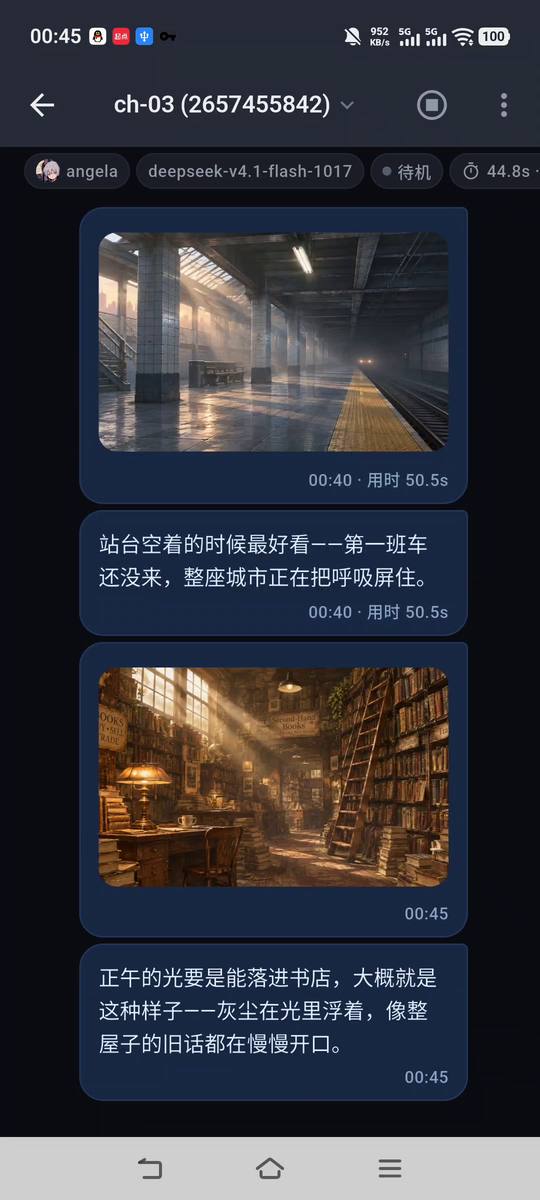 00:45
起点
952
KB/s
5G
5G
100
ch-03 (2657455842)
angela
deepseek-v4.1-flash-1017
待机
44.8s ·
00:40 · 用时 50.5s
站台空着的时候最好看——第一班车
还没来，整座城市正在把呼吸屏住。
00:40 · 用时 50.5s
Second-Hand
Books
BOOKS
BUY·SELL
TRADE
00:45
正午的光要是能落进书店，大概就是
这种样子——灰尘在光里浮着，像整
屋子的旧话都在慢慢开口。
00:45